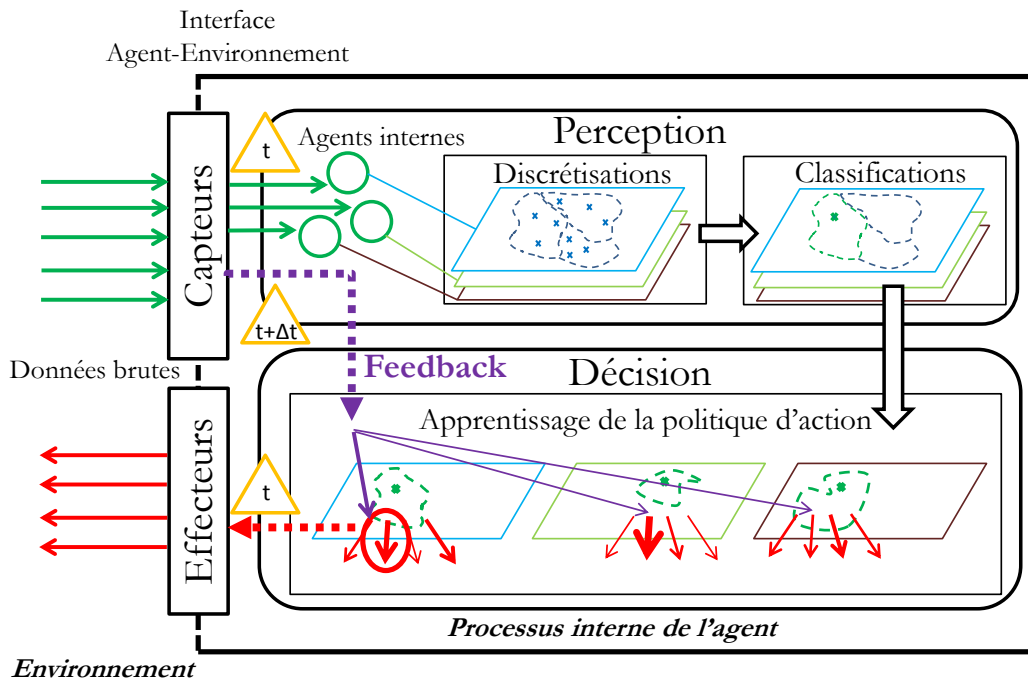 Interface
Agent-Environnement
Capteurs
t
Agents internes
Perception
Discrétisations
Classifications
t+Δt
Données brutes
Feedback
Décision
Apprentissage de la politique d'action
Effecteurs
t
Processus interne de l'agent
Environnement